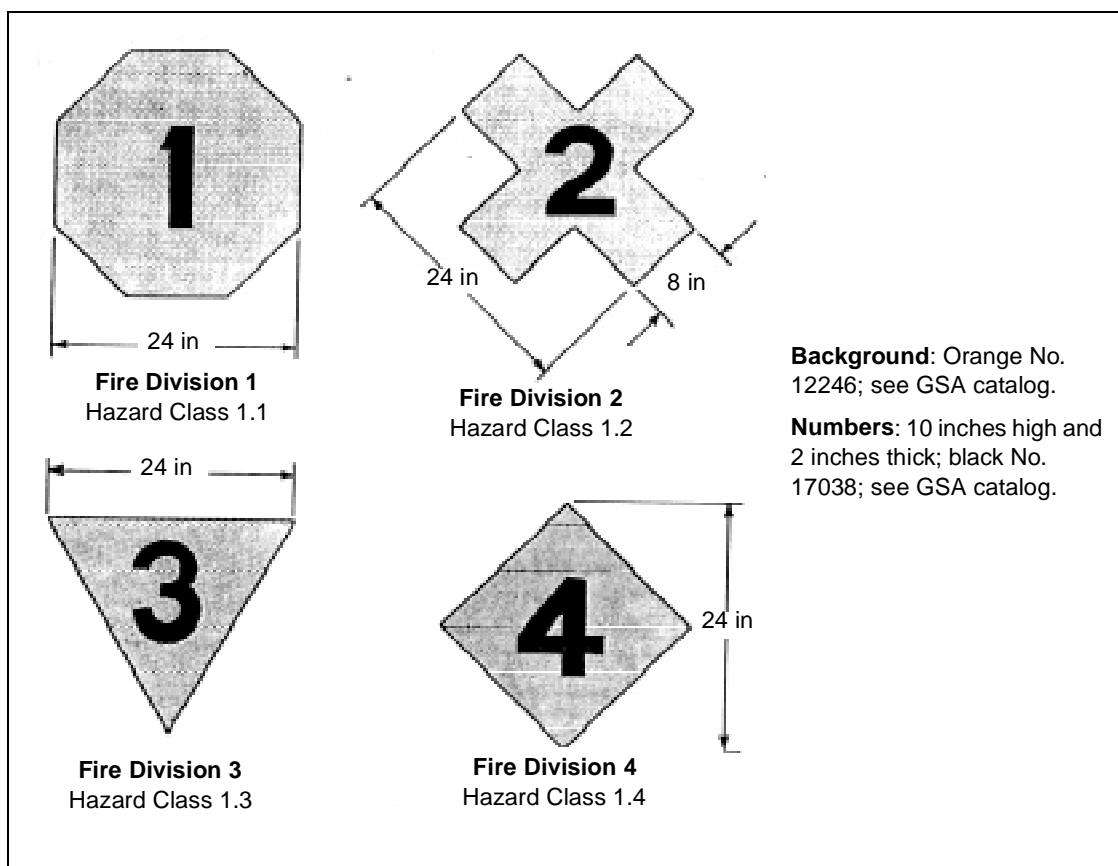 1
24 in
Fire Division 1
Hazard Class 1.1
2
24 in
8 in
Fire Division 2
Hazard Class 1.2
24 in
3
Fire Division 3
Hazard Class 1.3
4
24 in
Fire Division 4
Hazard Class 1.4
Background: Orange No.
12246; see GSA catalog.
Numbers: 10 inches high and
2 inches thick; black No.
17038; see GSA catalog.